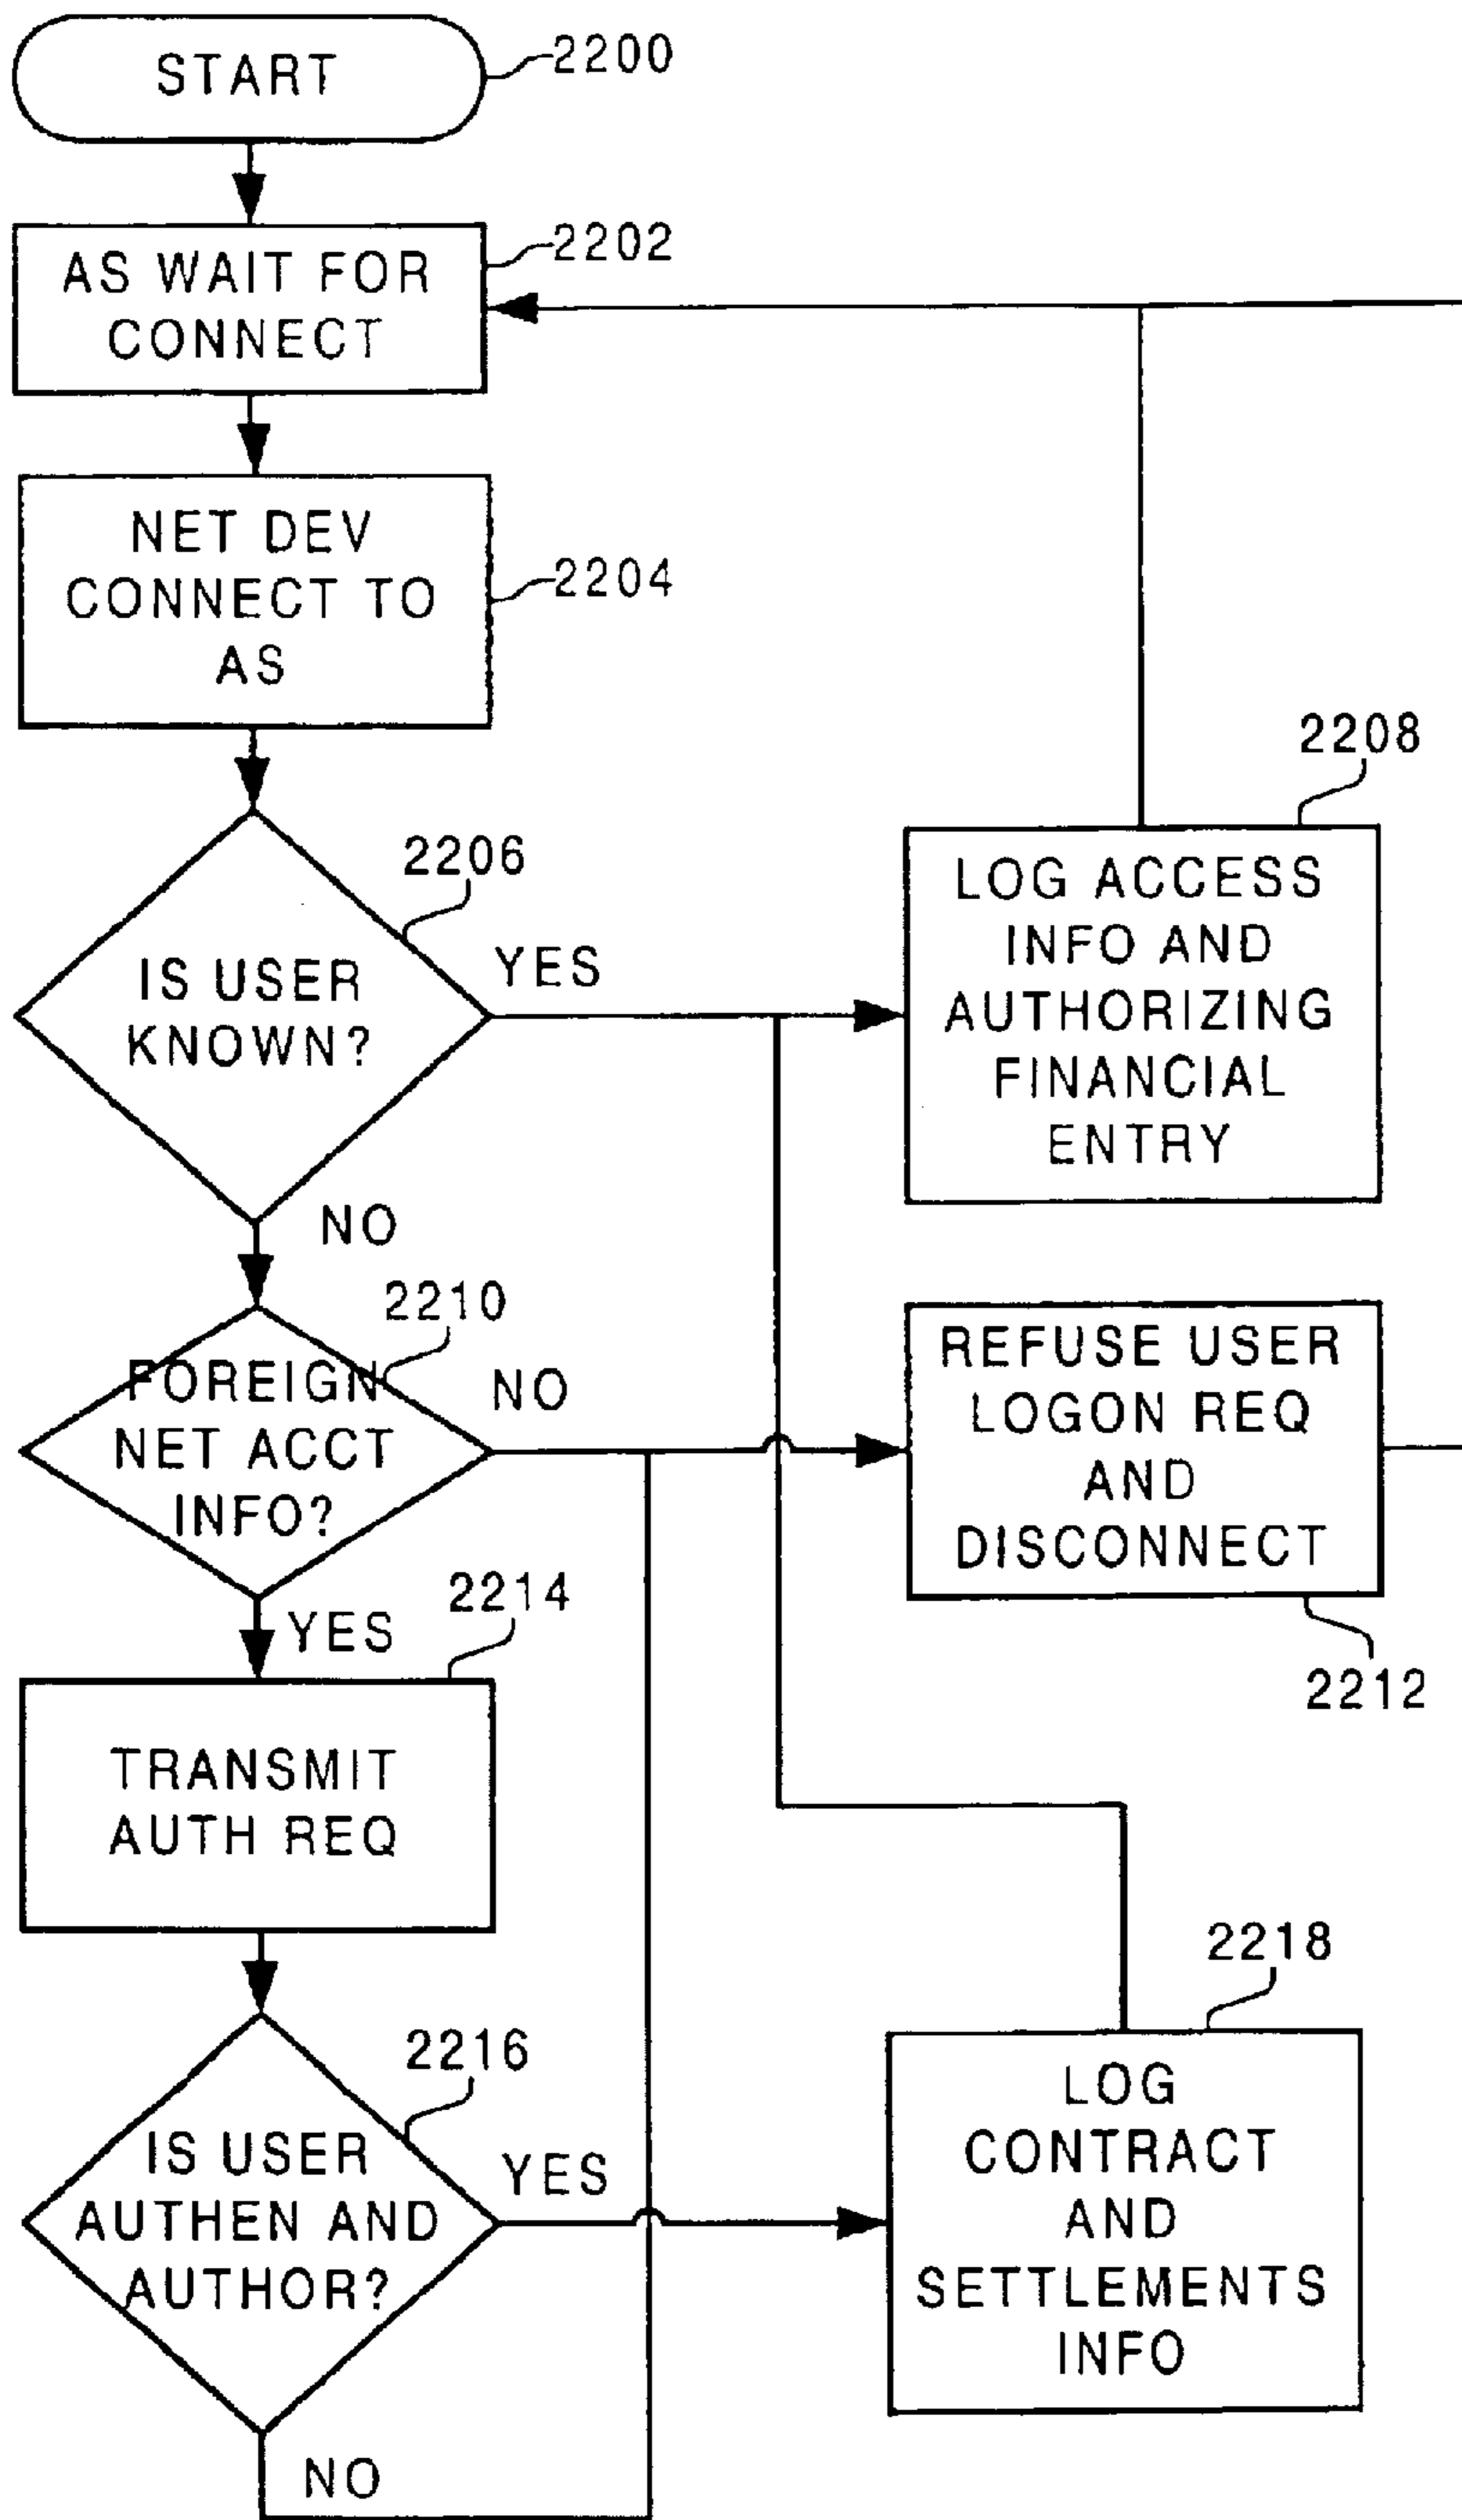 START
2200
AS WAIT FOR
CONNECT
2202
NET DEV
CONNECT TO
AS
2204
IS USER
KNOWN?
2206
YES
NO
LOG ACCESS
INFO AND
AUTHORIZING
FINANCIAL
ENTRY
2208
FOREIGN
NET ACCT
INFO?
2210
NO
YES
REFUSE USER
LOGON REQ
AND
DISCONNECT
2212
TRANSMIT
AUTH REQ
2214
IS USER
AUTHEN AND
AUTHOR?
2216
YES
NO
LOG
CONTRACT
AND
SETTLEMENTS
INFO
2218